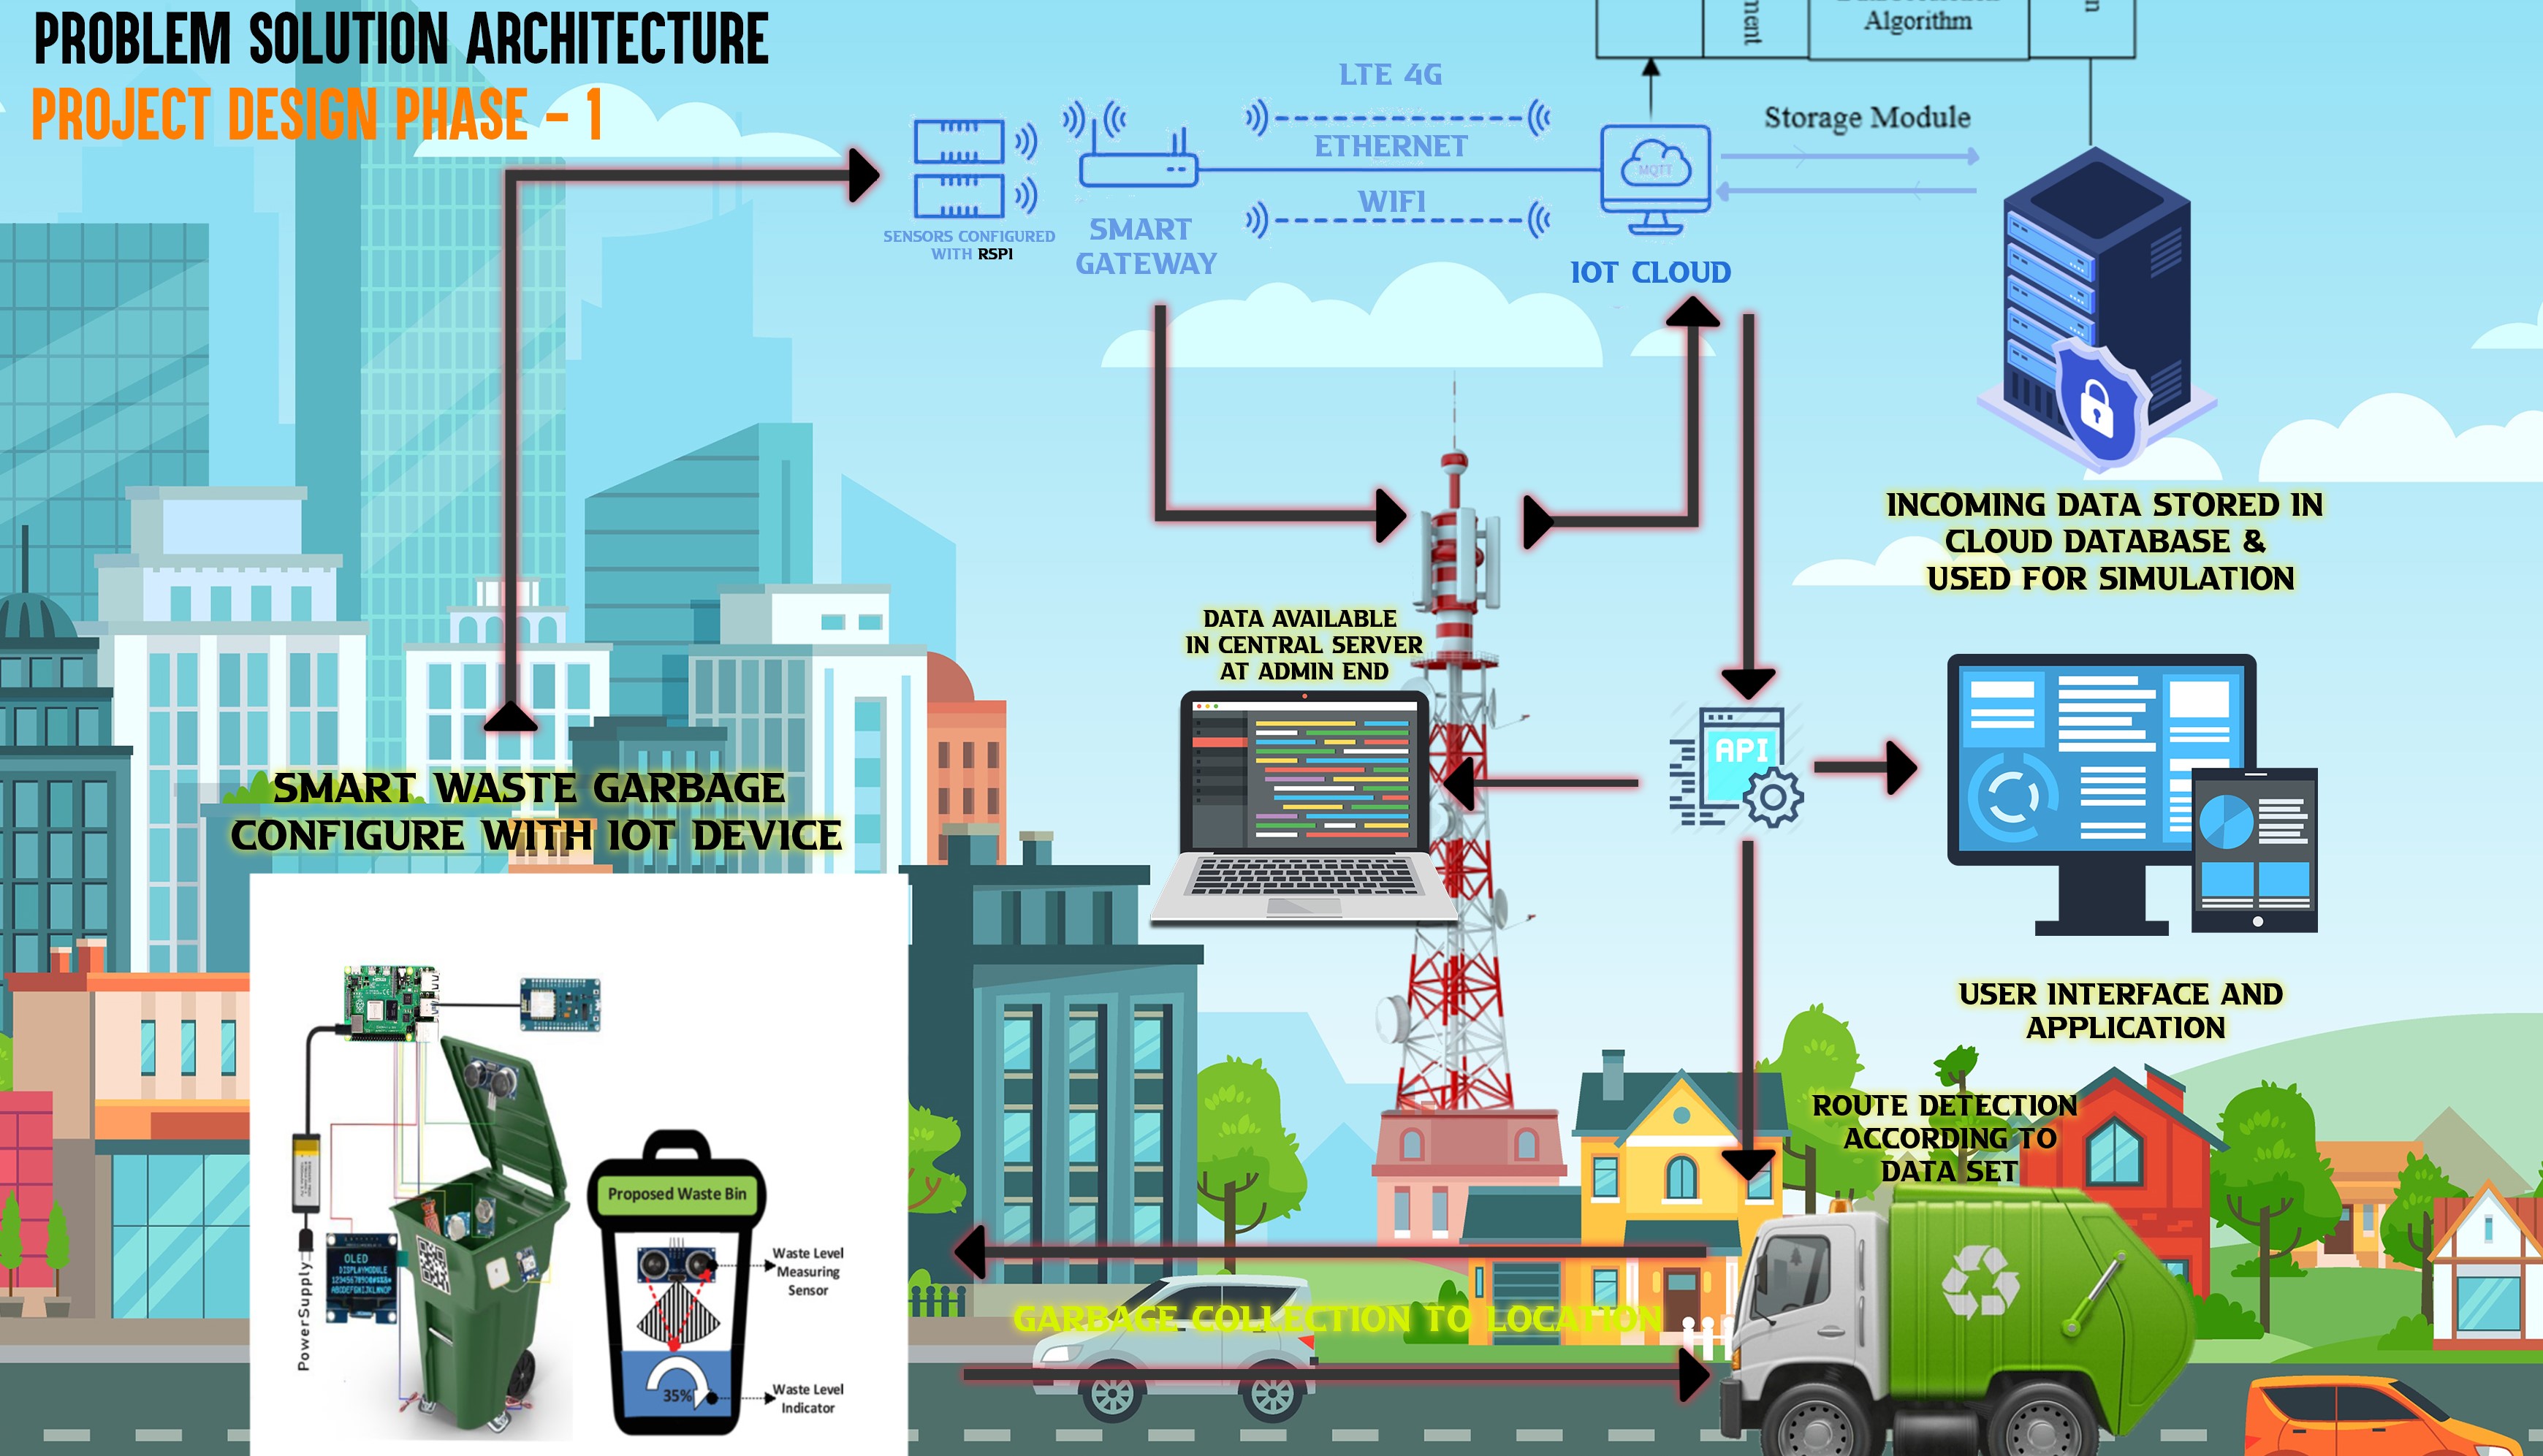 PROBLEM SOLUTION ARCHITECTURE
PROJECT DESIGN PHASE - 1
Algorithm
LTE 4G
ETHERNET
WIFI
Storage Module
MQTT
SENSORS CONFIGURED
WITH RSPI
SMART
GATEWAY
IOT CLOUD
INCOMING DATA STORED IN
CLOUD DATABASE &
USED FOR SIMULATION
DATA AVAILABLE
IN CENTRAL SERVER
AT ADMIN END
API
SMART WASTE GARBAGE
CONFIGURE WITH IOT DEVICE
USER INTERFACE AND
APPLICATION
ROUTE DETECTION
ACCORDING TO
DATA SET
Proposed Waste Bin
Waste Level
Measuring
Sensor
35%
Waste Level
Indicator
PowerSupply
OLED
DISPLAYMODULE
GARBAGE COLLECTION TO LOCATION